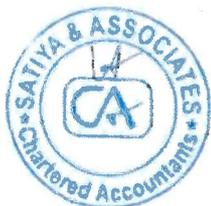 ★ SATIYA & ASSOCIATES ★
CA
Chartered Accountants